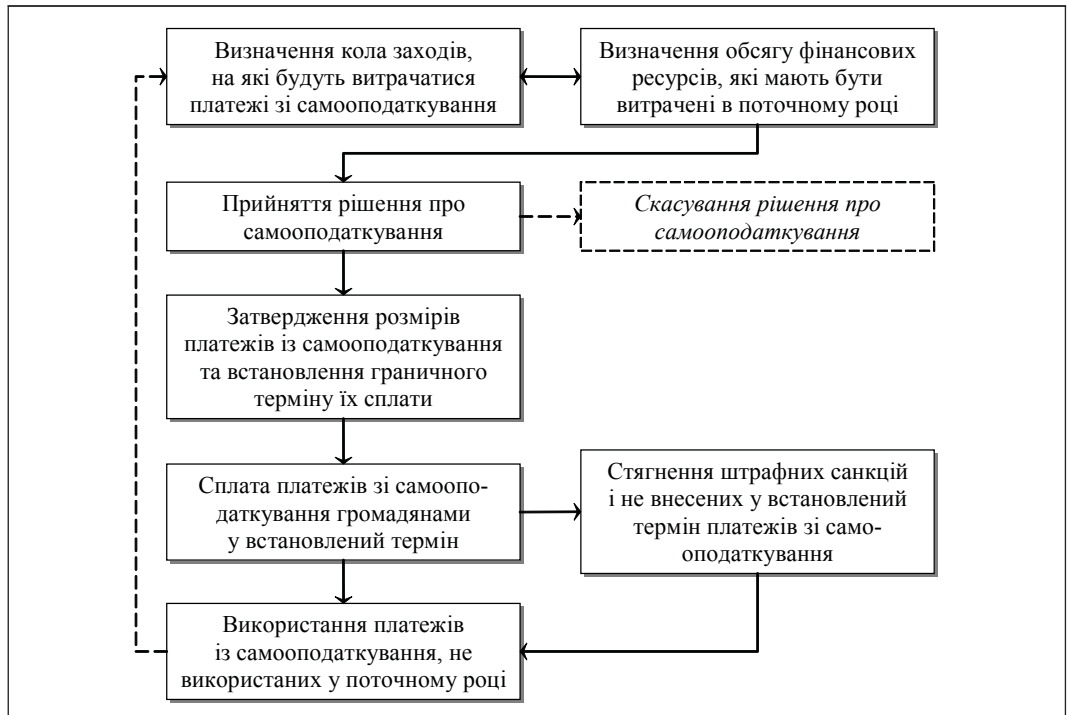 Визначення кола заходів,
на які будуть витрачатися
платежі зі самооподаткування
Визначення обсягу фінансових
ресурсів, які мають бути
витрачені в поточному році
Прийняття рішення про
самооподаткування
Скасування рішення про
самооподаткування
Затвердження розмірів
платежів із самооподаткування
та встановлення граничного
терміну їх сплати
Сплата платежів зі самоопо-
даткування громадянами
у встановлений термін
Стягнення штрафних санкцій
і не внесених у встановлений
термін платежів зі само-
оподаткування
Використання платежів
із самооподаткування, не
використаних у поточному році